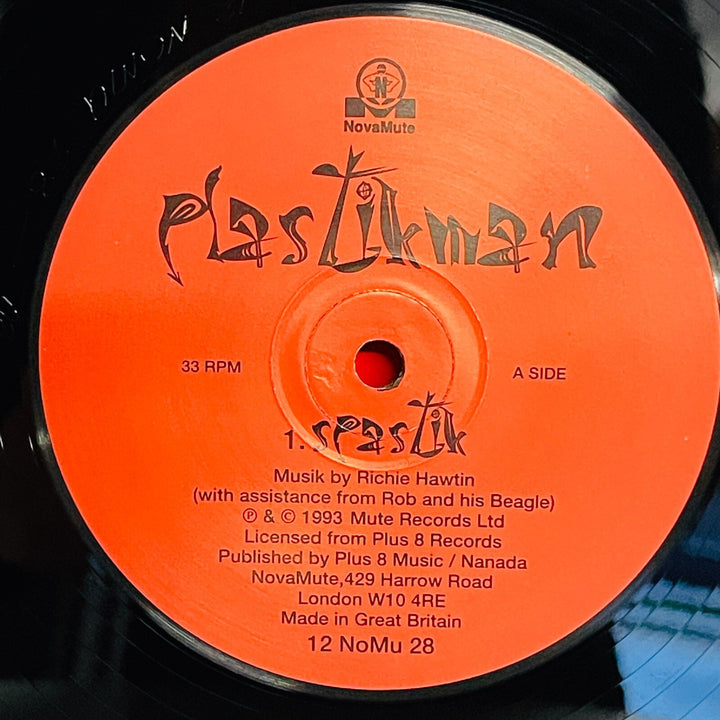 N
NovaMute
plastikman
33 RPM
A SIDE
1. spastik
Musik by Richie Hawtin
(with assistance from Rob and his Beagle)
℗ & © 1993 Mute Records Ltd
Licensed from Plus 8 Records
Published by Plus 8 Music / Nanada
NovaMute,429 Harrow Road
London W10 4RE
Made in Great Britain
12 NoMu 28